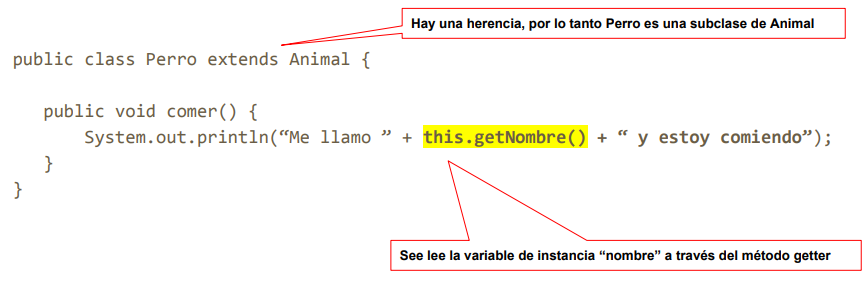 Hay una herencia, por lo tanto Perro es una subclase de Animal
public class Perro extends Animal {
public void comer() {
System.out.println(“Me llamo ” + this.getNombre() + “ y estoy comiendo”);
}
}
See lee la variable de instancia “nombre” a través del método getter